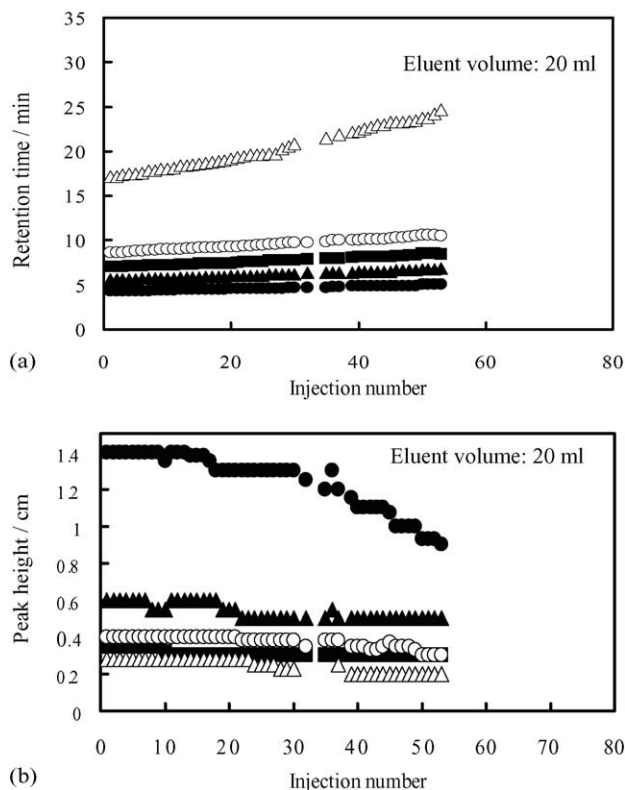 35
30
25
20
15
10
5
0
Retention time / min
Eluent volume: 20 ml
0 20 40 60 80
(a)
Injection number
1.4
1.2
1
0.8
0.6
0.4
0.2
0
Peak height / cm
Eluent volume: 20 ml
0 10 20 30 40 50 60 70 80
(b)
Injection number